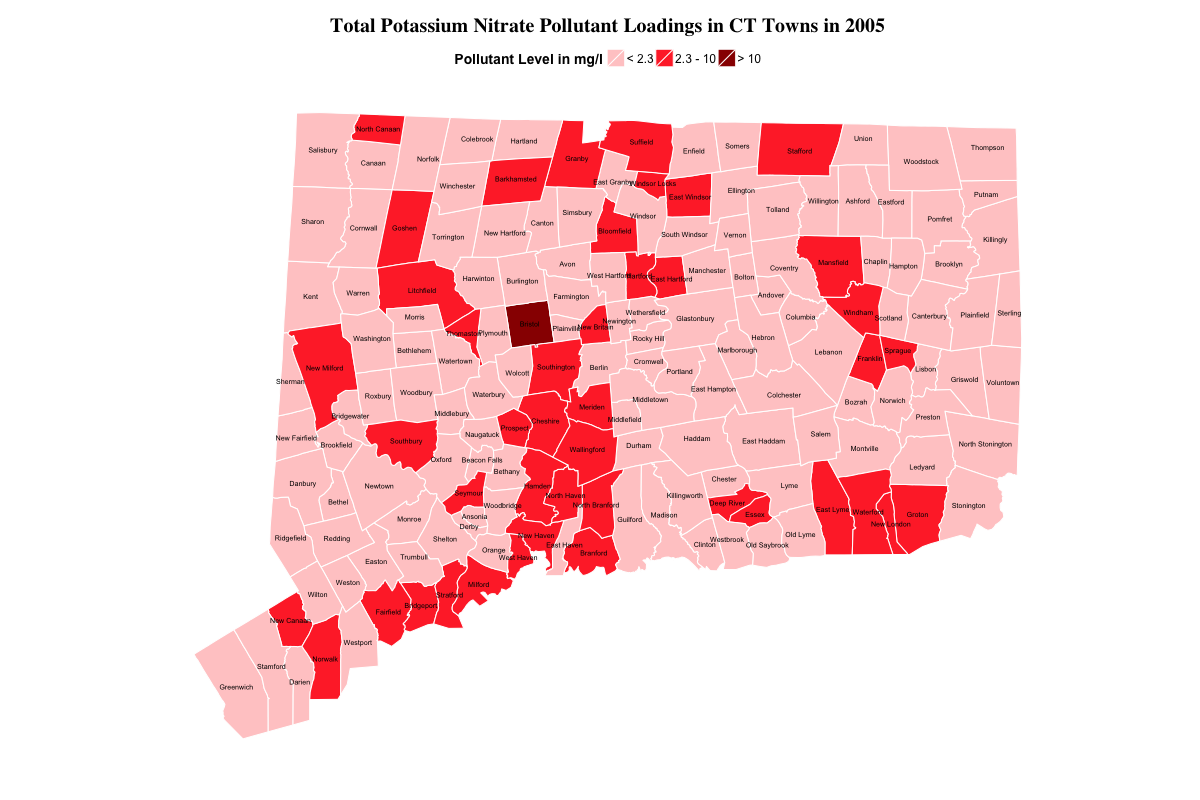 Total Potassium Nitrate Pollutant Loadings in CT Towns in 2005
Pollutant Level in mg/l < 2.3 2.3 - 10 > 10
North Canaan
Colebrook
Hartland
Salisbury
Canaan
Norfolk
Granby
Suffield
Enfield
Somers
Stafford
Union
Woodstock
Thompson
Winchester
Barkhamsted
East Granby
Windsor Locks
East Windsor
Ellington
Tolland
Willington
Ashford
Eastford
Putnam
Sharon
Cornwall
Goshen
Torrington
New Hartford
Canton
Simsbury
Bloomfield
Windsor
South Windsor
Vernon
Pomfret
Killingly
Kent
Warren
Litchfield
Harwinton
Burlington
Avon
West Hartford
Hartford
East Hartford
Manchester
Bolton
Coventry
Mansfield
Chaplin
Hampton
Brooklyn
Morris
Farmington
Andover
Columbia
Windham
Scotland
Canterbury
Plainfield
Sterling
Washington
Bethlehem
Watertown
Thomaston
Plymouth
Bristol
Plainville
New Britain
Newington
Wethersfield
Rocky Hill
Glastonbury
Hebron
Marlborough
Lebanon
Franklin
Sprague
Lisbon
Griswold
Voluntown
Sherman
New Milford
Roxbury
Woodbury
Waterbury
Wolcott
Southington
Berlin
Cromwell
Portland
East Hampton
Colchester
Bozrah
Norwich
Preston
Bridgewater
Middlebury
Naugatuck
Prospect
Cheshire
Meriden
Middletown
Middlefield
New Fairfield
Brookfield
Southbury
Oxford
Beacon Falls
Bethany
Wallingford
Durham
Haddam
East Haddam
Salem
Montville
Ledyard
North Stonington
Danbury
Bethel
Newtown
Seymour
Woodbridge
Hamden
North Haven
North Branford
Guilford
Madison
Killingworth
Chester
Deep River
Essex
Lyme
East Lyme
Waterford
New London
Groton
Stonington
Ridgefield
Redding
Monroe
Ansonia
Derby
Shelton
Orange
New Haven
West Haven
East Haven
Branford
Clinton
Westbrook
Old Saybrook
Old Lyme
Easton
Trumbull
Weston
Wilton
Milford
Stratford
Bridgeport
Fairfield
New Canaan
Westport
Norwalk
Stamford
Darien
Greenwich